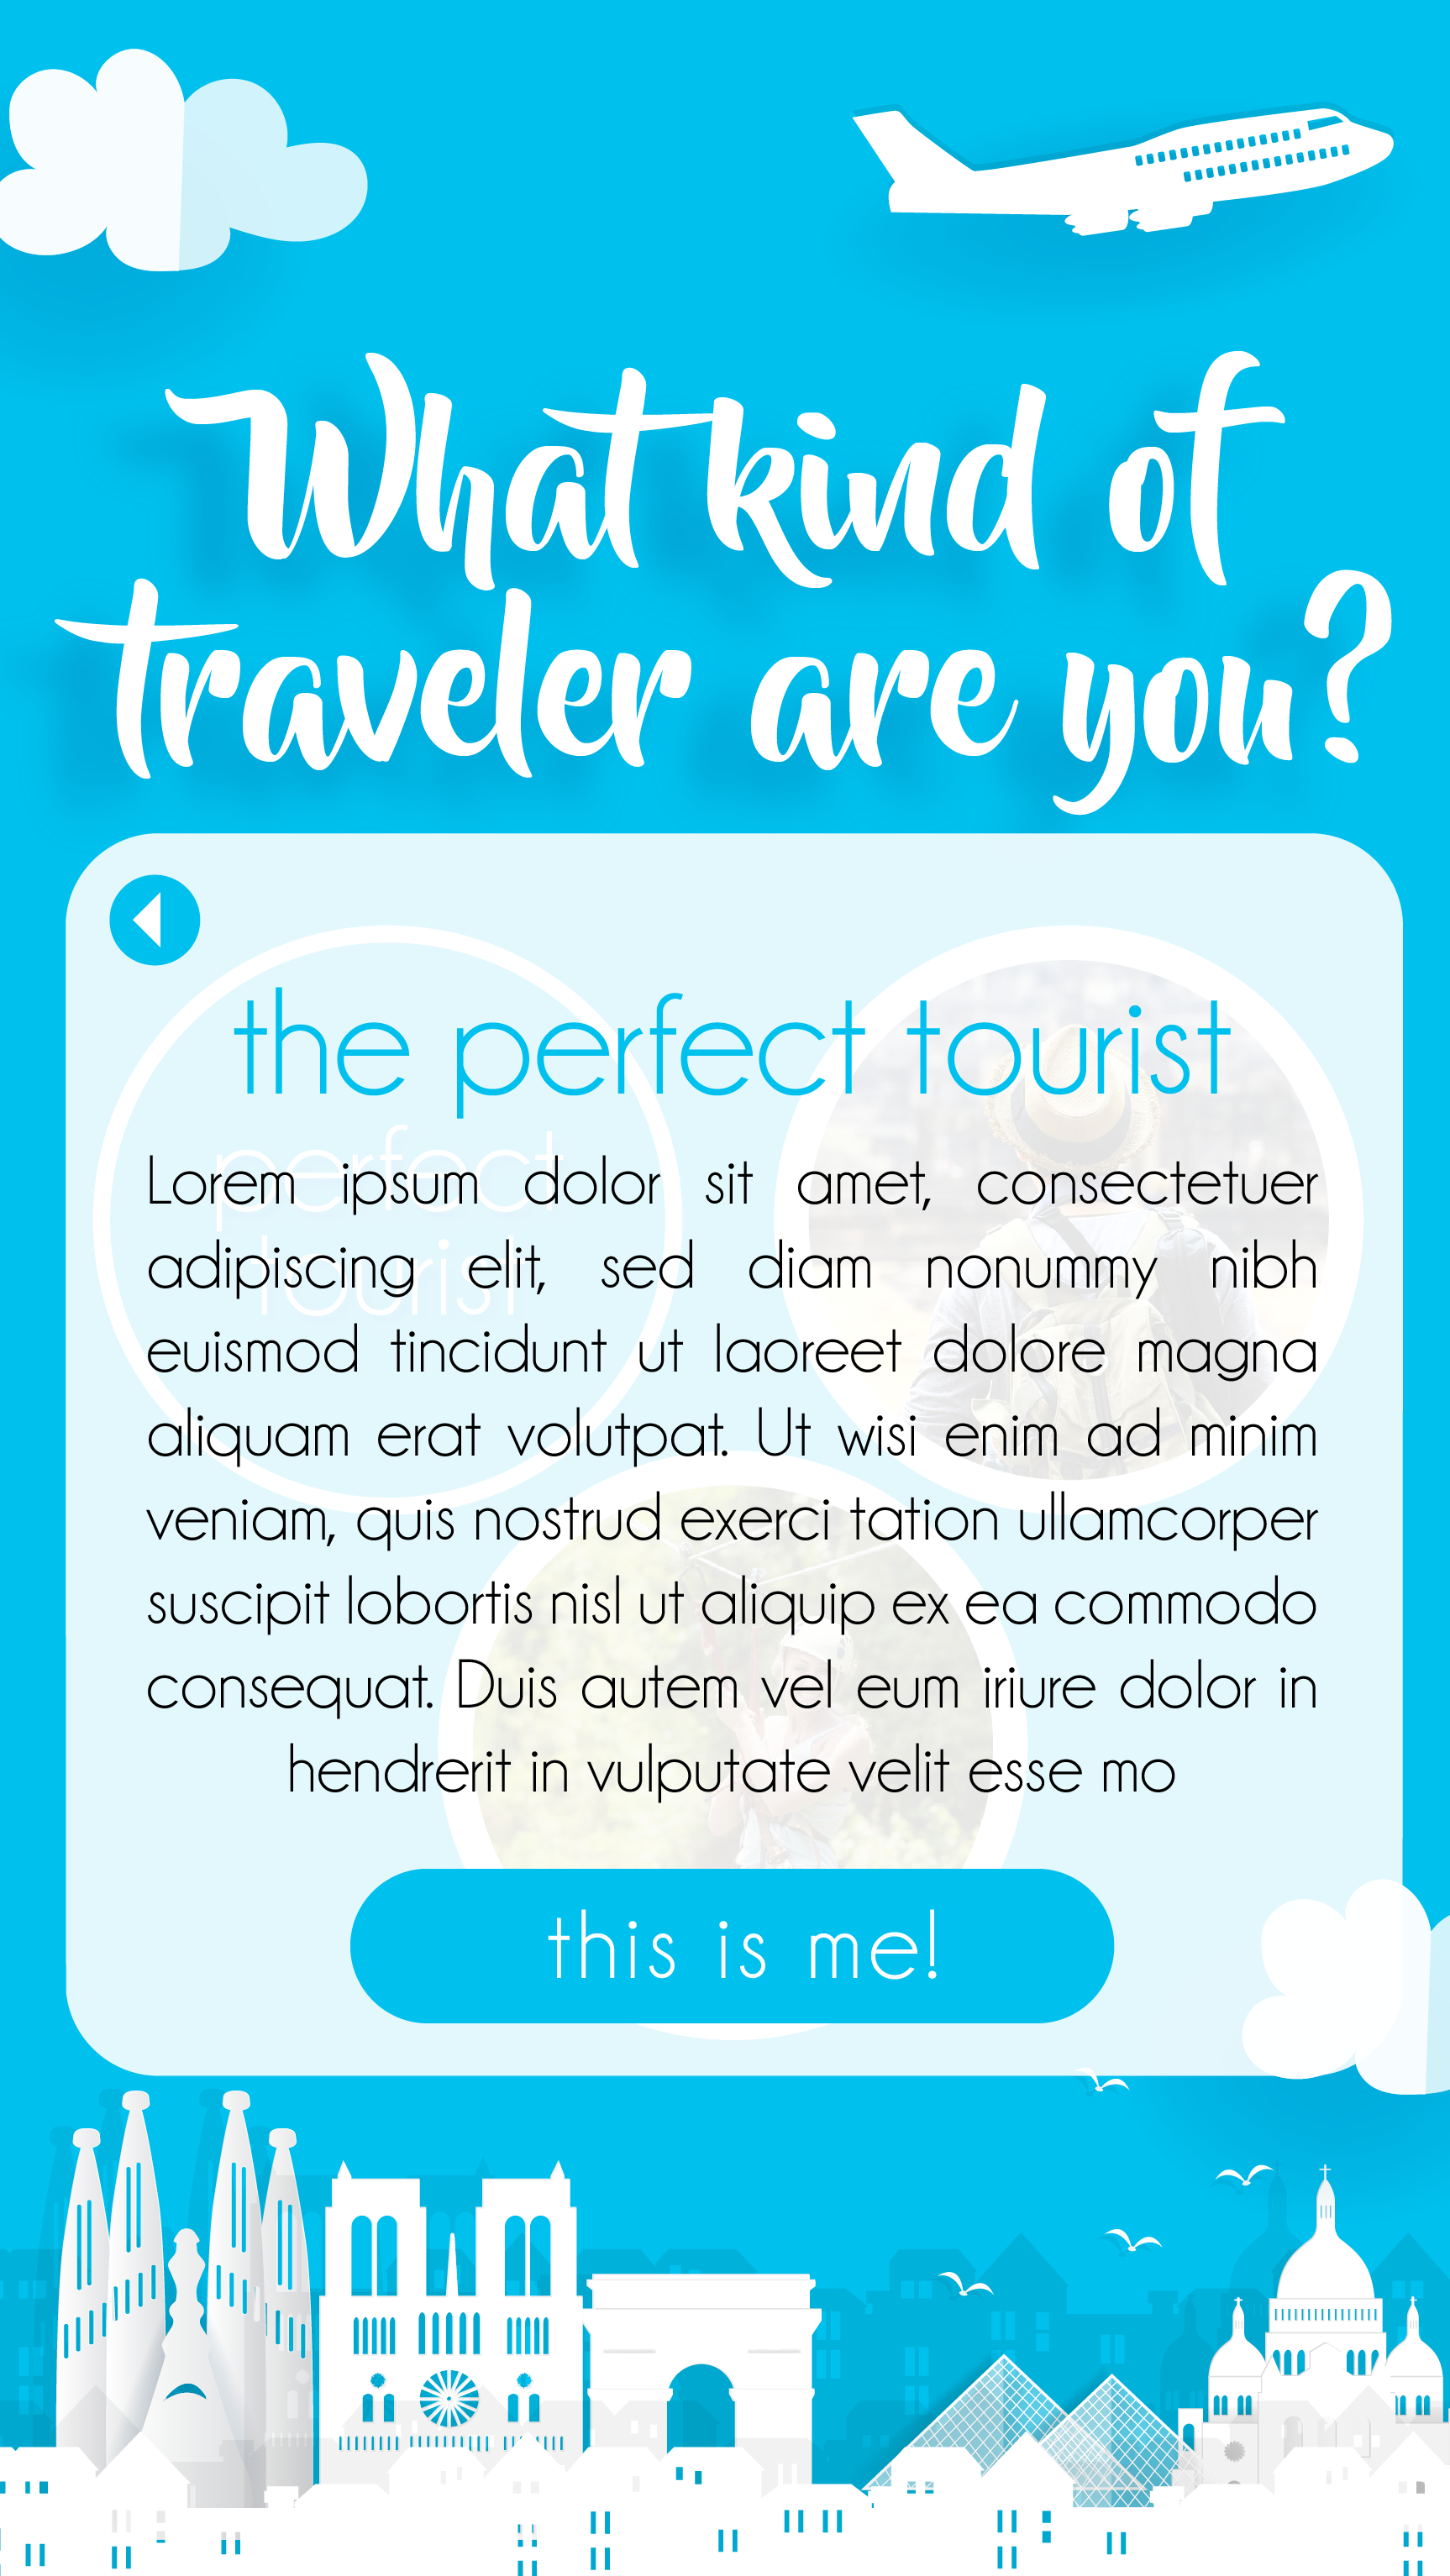 What kind of
traveler are you?
the perfect tourist
perfect
tourist
Lorem ipsum dolor sit amet, consectetuer
adipiscing elit, sed diam nonummy nibh
euismod tincidunt ut laoreet dolore magna
aliquam erat volutpat. Ut wisi enim ad minim
veniam, quis nostrud exerci tation ullamcorper
suscipit lobortis nisl ut aliquip ex ea commodo
consequat. Duis autem vel eum iriure dolor in
hendrerit in vulputate velit esse mo
this is me!